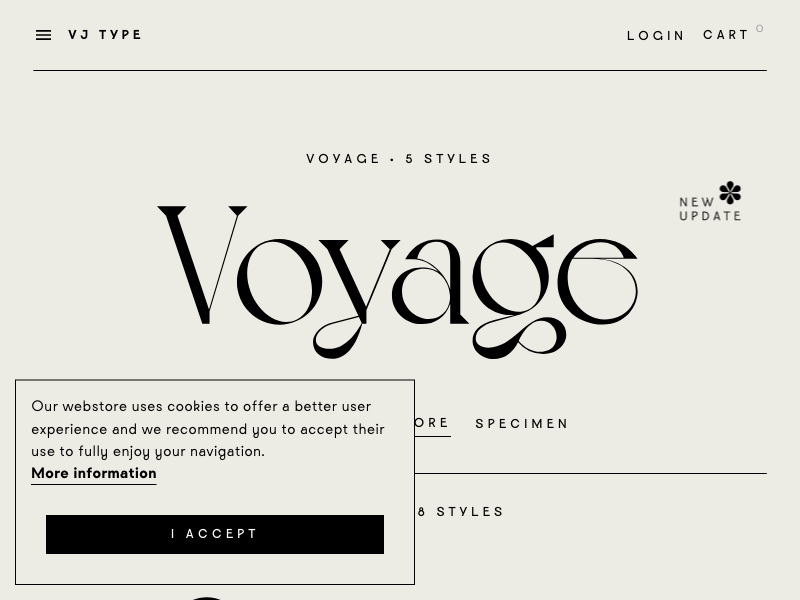 VJ TYPE
LOGIN
CART 0
VOYAGE · 5 STYLES
NEW
UPDATE
Voyage
ORE
SPECIMEN
8 STYLES
Our webstore uses cookies to offer a better user
experience and we recommend you to accept their
use to fully enjoy your navigation.
More information
I ACCEPT